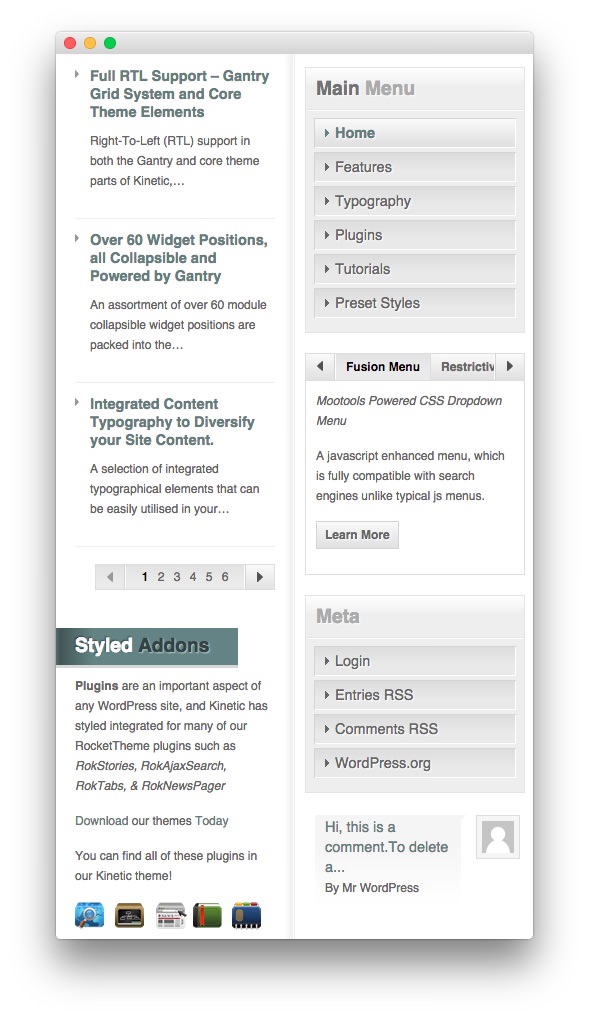 Full RTL Support – Gantry
Grid System and Core
Theme Elements
Right-To-Left (RTL) support in
both the Gantry and core theme
parts of Kinetic,…
Over 60 Widget Positions,
all Collapsible and
Powered by Gantry
An assortment of over 60 module
collapsible widget positions are
packed into the…
Integrated Content
Typography to Diversify
your Site Content.
A selection of integrated
typographical elements that can
be easily utilised in your…
1 2 3 4 5 6
Styled Addons
Plugins are an important aspect of
any WordPress site, and Kinetic has
styled integrated for many of our
RocketTheme plugins such as
RokStories, RokAjaxSearch,
RokTabs, & RokNewsPager
Download our themes Today
You can find all of these plugins in
our Kinetic theme!
Main Menu
Home
Features
Typography
Plugins
Tutorials
Preset Styles
Fusion Menu Restrictiv
Mootools Powered CSS Dropdown
Menu
A javascript enhanced menu, which
is fully compatible with search
engines unlike typical js menus.
Learn More
Meta
Login
Entries RSS
Comments RSS
WordPress.org
Hi, this is a
comment.To delete
a...
By Mr WordPress